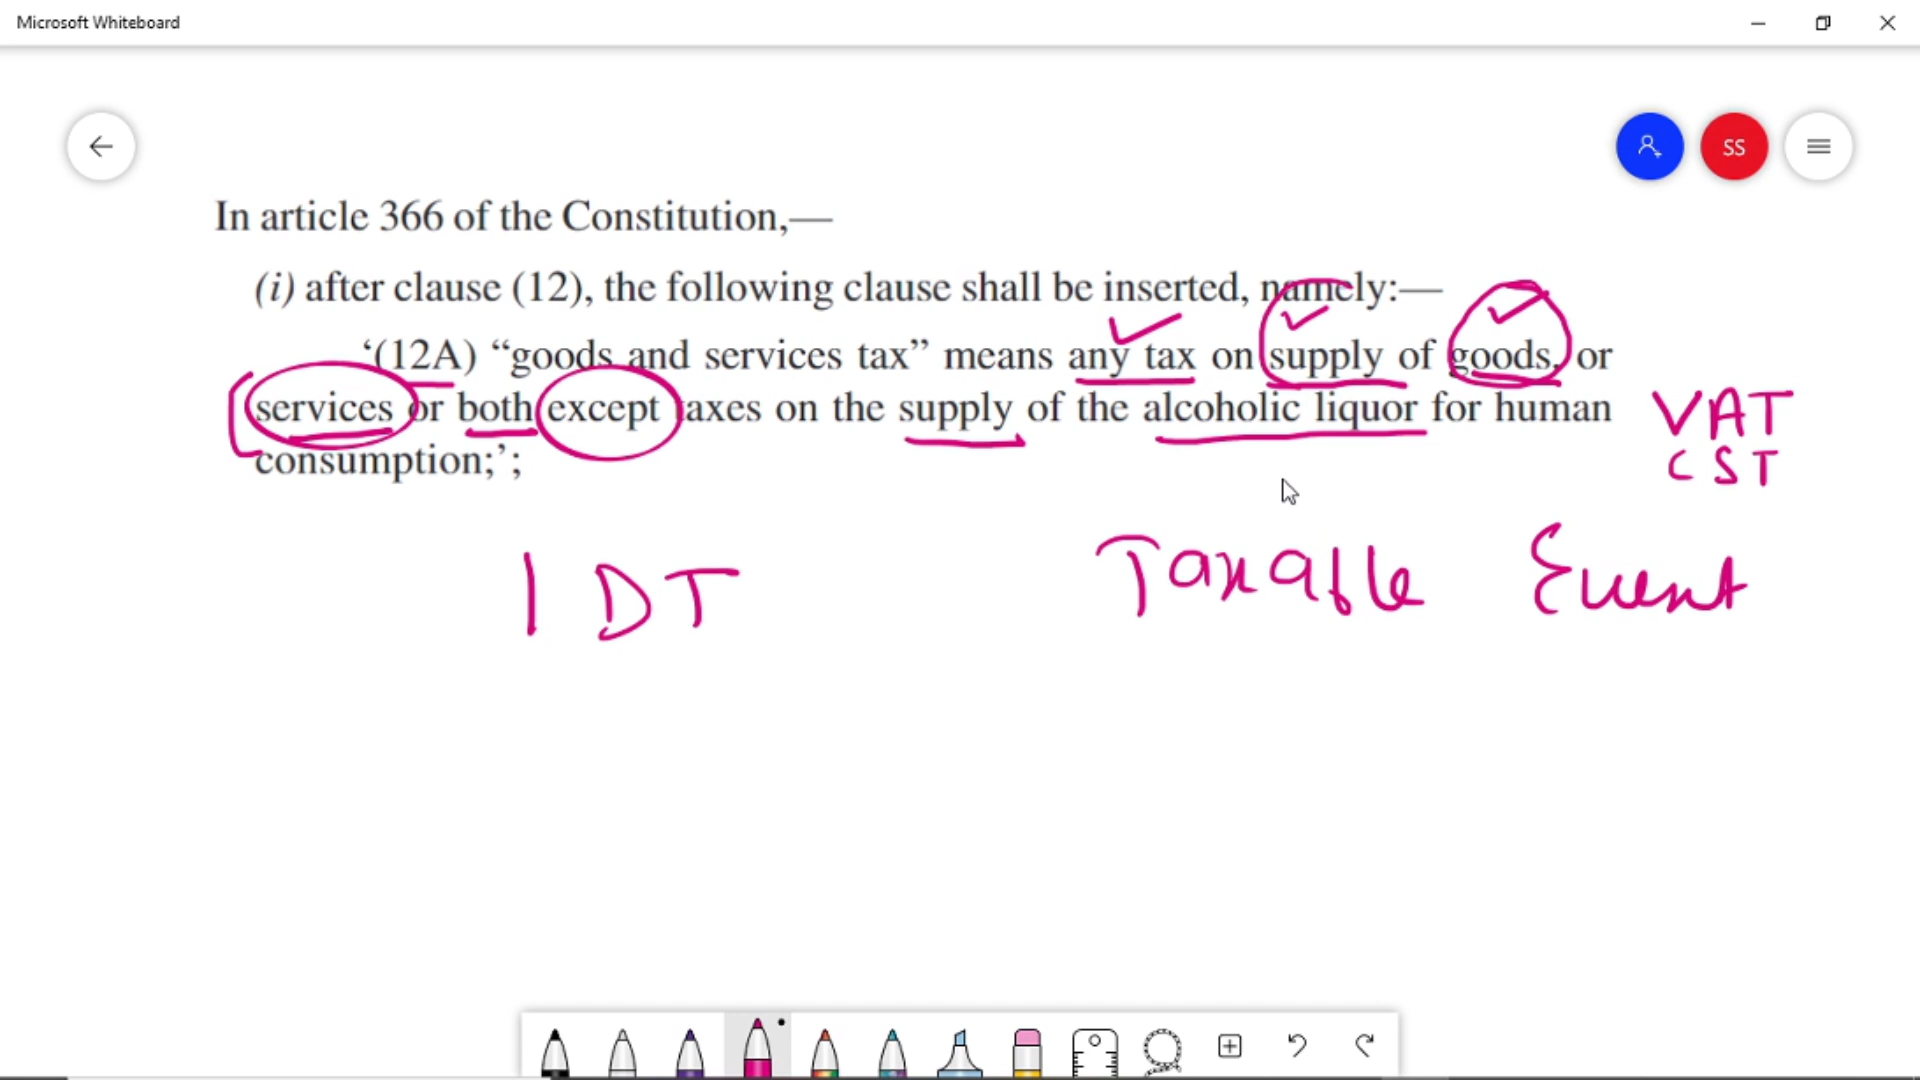 Microsoft Whiteboard
SS
In article 366 of the Constitution,—
(i) after clause (12), the following clause shall be inserted, namely:—
‘(12A) “goods and services tax” means any tax on supply of goods, or
services or both except taxes on the supply of the alcoholic liquor for human
consumption;’;
VAT
CST
IDT
Taxable Event